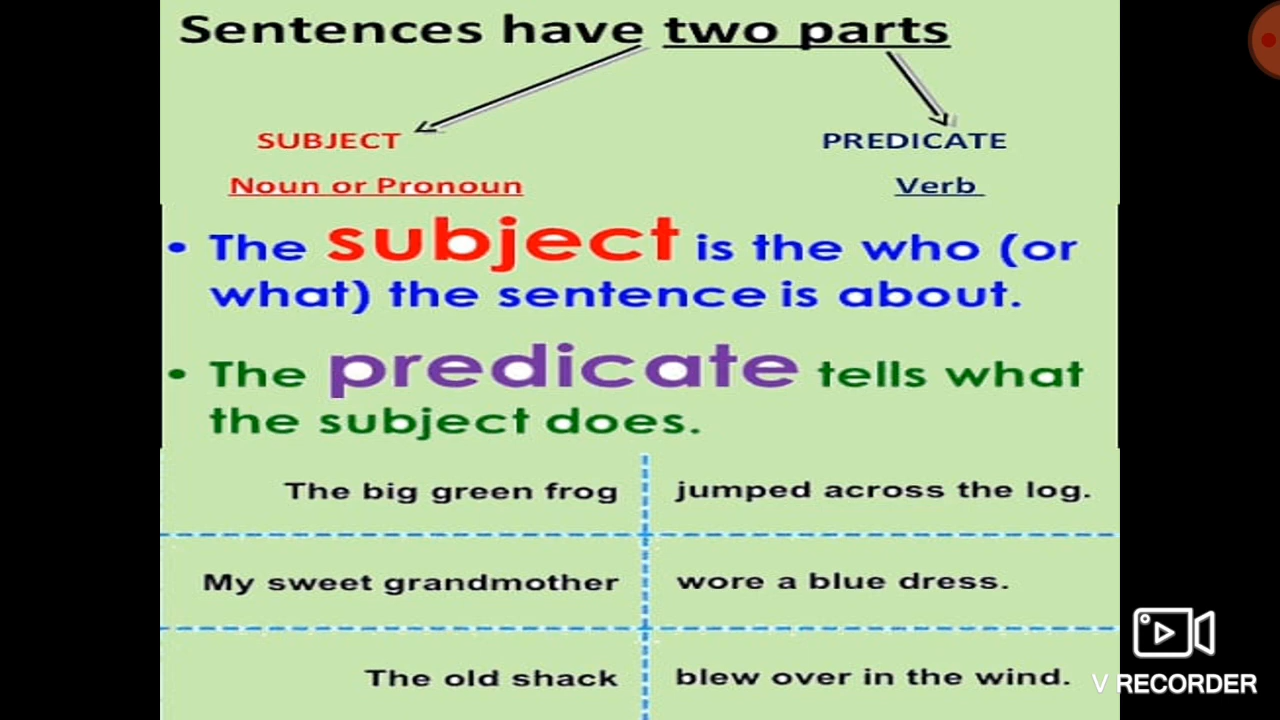 Sentences have two parts
SUBJECT
PREDICATE
Noun or Pronoun
Verb
• The subject is the who (or
what) the sentence is about.
• The predicate tells what
the subject does.
The big green frog
jumped across the log.
My sweet grandmother
wore a blue dress.
The old shack
blew over in the wind.
V RECORDER